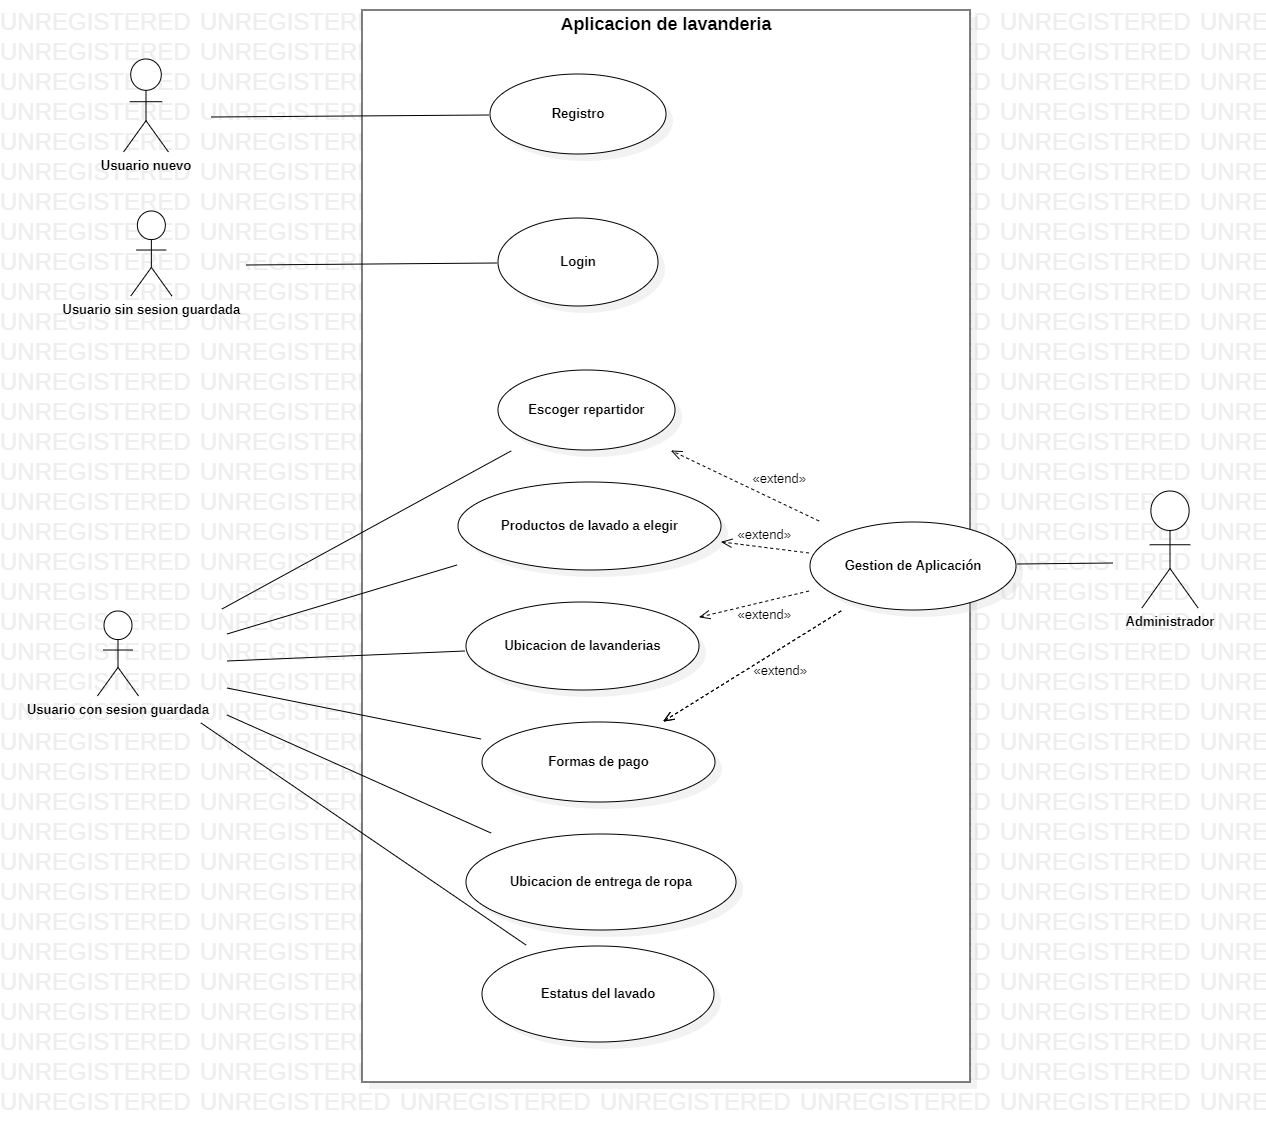 Aplicacion de lavanderia
Registro
Usuario nuevo
Login
Usuario sin sesion guardada
Escoger repartidor
«extend»
Productos de lavado a elegir
«extend»
Gestion de Aplicación
«extend»
Administrador
Ubicacion de lavanderias
«extend»
Usuario con sesion guardada
Formas de pago
Ubicacion de entrega de ropa
Estatus del lavado
UNREGISTERED UNREGISTERED UNREGISTERED UNREGISTERED UNREGISTERED UNREGISTERED UNRE